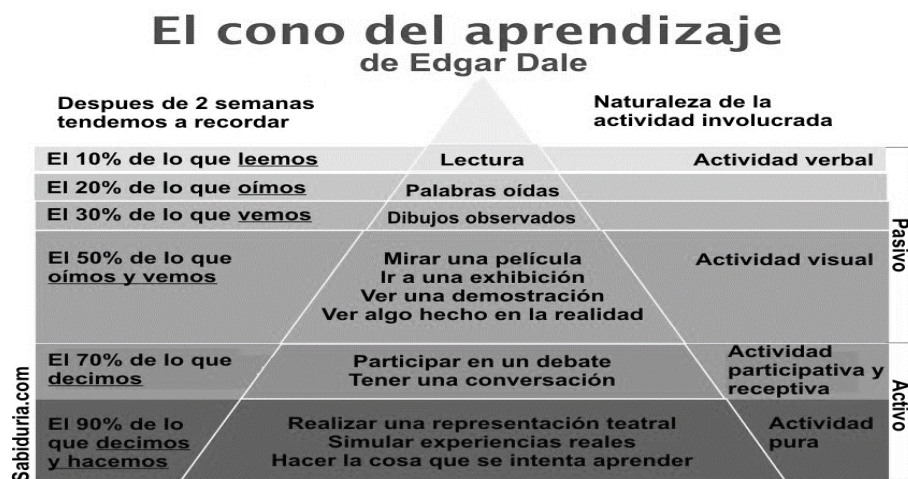 El cono del aprendizaje
de Edgar Dale
Despues de 2 semanas
tendemos a recordar
Naturaleza de la
actividad involucrada
El 10% de lo que leemos
Lectura
Actividad verbal
El 20% de lo que oímos
Palabras oídas
El 30% de lo que vemos
Dibujos observados
El 50% de lo que
oímos y vemos
Mirar una película
Ir a una exhibición
Ver una demostración
Ver algo hecho en la realidad
Actividad visual
Pasivo
El 70% de lo que
decimos
Participar en un debate
Tener una conversación
Actividad
participativa y
receptiva
El 90% de lo
que decimos
y hacemos
Realizar una representación teatral
Simular experiencias reales
Hacer la cosa que se intenta aprender
Actividad
pura
Activo
Sabiduria.com